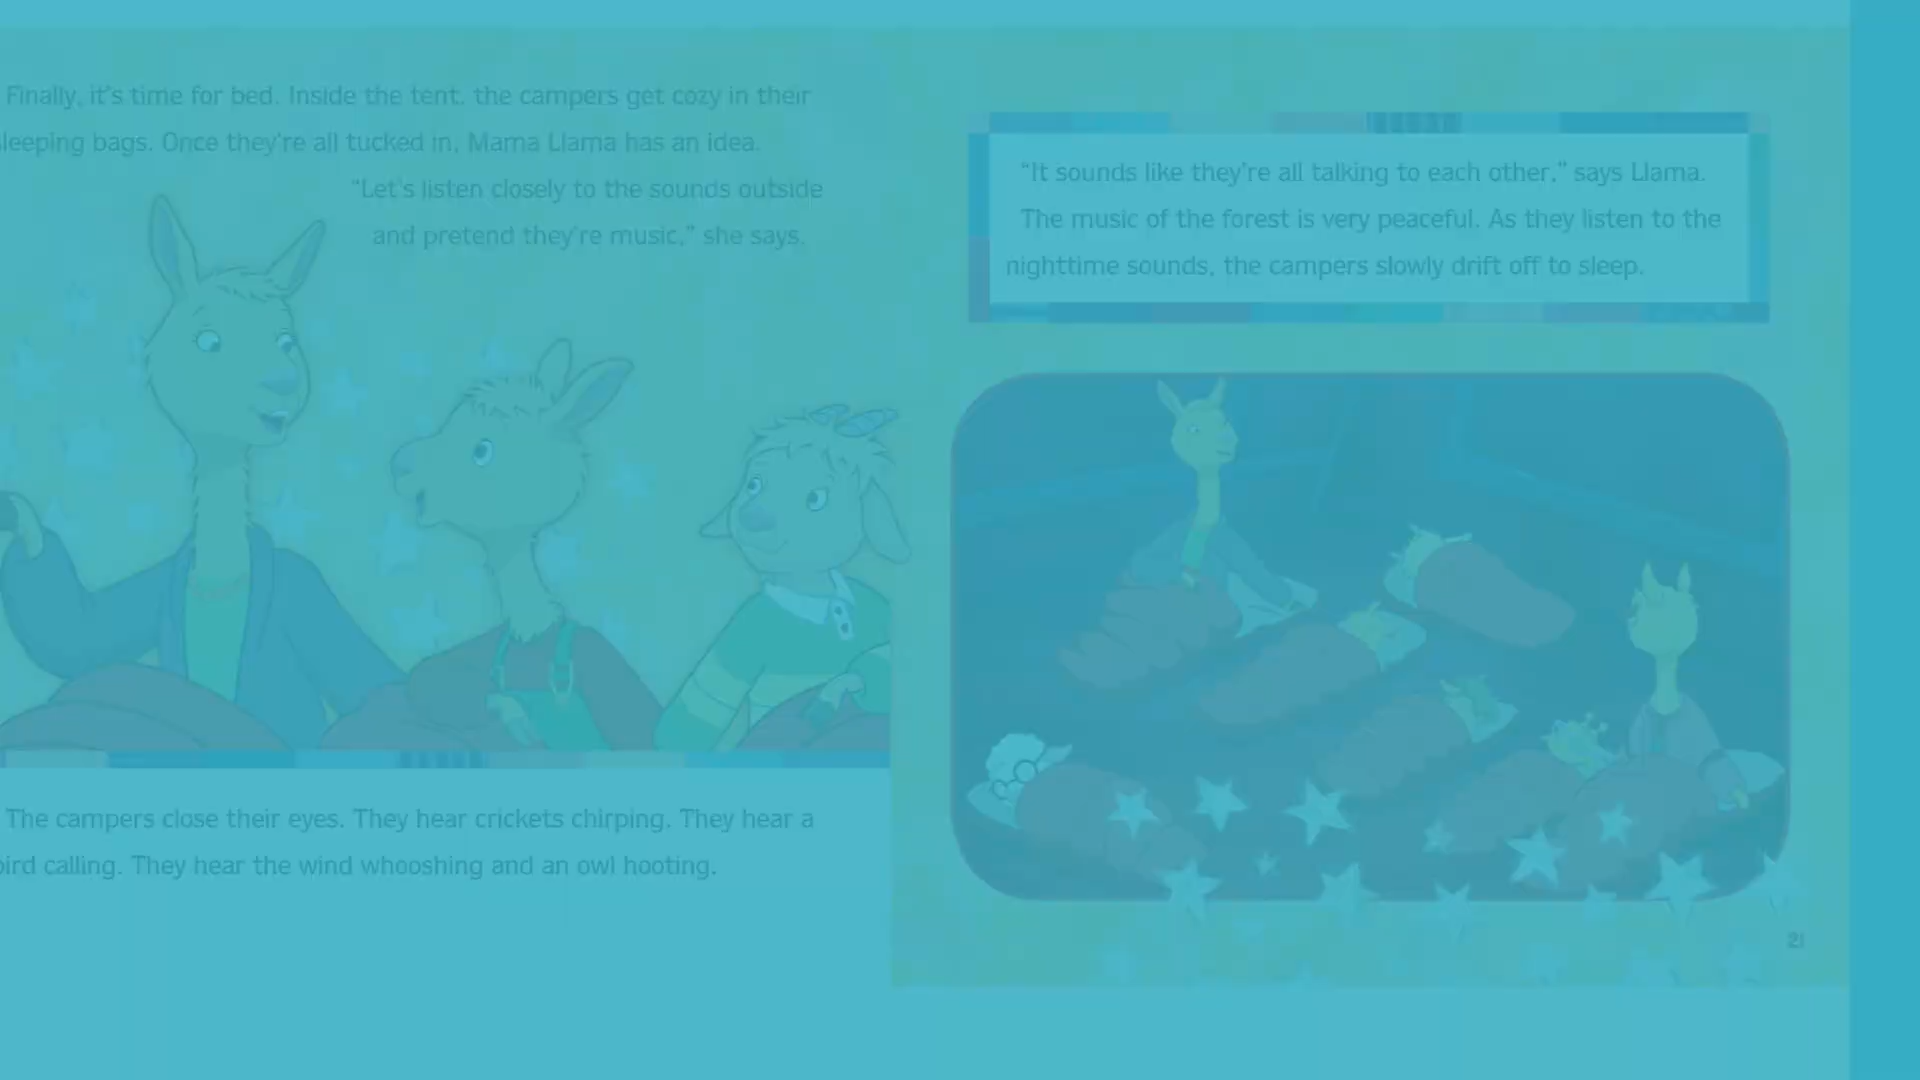 Finally, it's time for bed. Inside the tent, the campers get cozy in their
sleeping bags. Once they're all tucked in, Mama Llama has an idea.
"Let's listen closely to the sounds outside
and pretend they're music," she says.
The campers close their eyes. They hear crickets chirping. They hear a
bird calling. They hear the wind whooshing and an owl hooting.
"It sounds like they're all talking to each other," says Llama.
The music of the forest is very peaceful. As they listen to the
nighttime sounds, the campers slowly drift off to sleep.
21